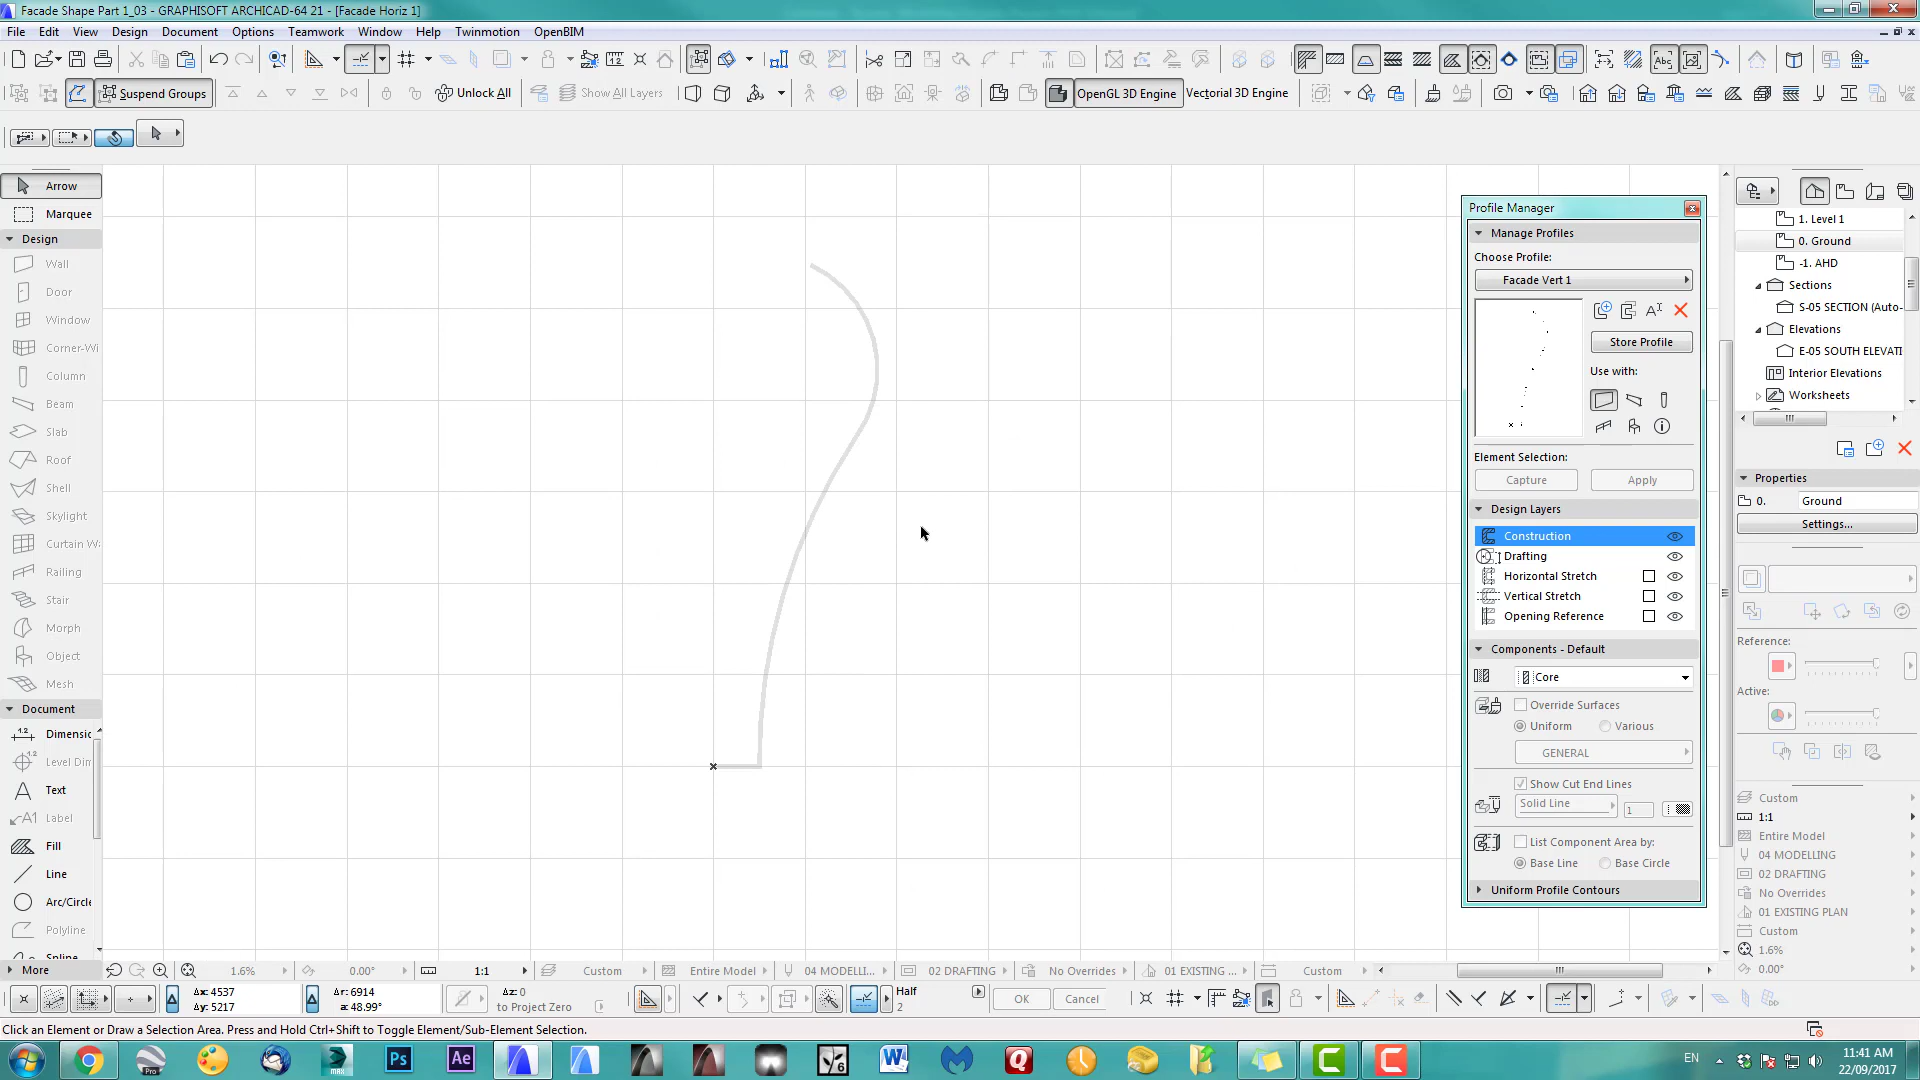 Facade Shape Part 1_03 - GRAPHISOFT ARCHICAD-64 21 - [Facade Horiz 1]
File Edit View Design Document Options Teamwork Window Help Twinmotion OpenBIM
Suspend Groups Unlock All Show All Layers OpenGL 3D Engine Vectorial 3D Engine
Arrow
Marquee
Design
Wall
Door
Window
Corner-Wi
Column
Beam
Slab
Roof
Shell
Skylight
Curtain W
Railing
Stair
Morph
Object
Mesh
Document
Dimensic
Level Din
Text
Label
Fill
Line
Arc/Circle
Polyline
Spline
More
Profile Manager
Manage Profiles
Choose Profile:
Facade Vert 1
Store Profile
Use with:
Element Selection:
Capture Apply
Design Layers
Construction
Drafting
Horizontal Stretch
Vertical Stretch
Opening Reference
Components - Default
Core
Override Surfaces
Uniform Various
GENERAL
Show Cut End Lines
Solid Line 1
List Component Area by:
Base Line Base Circle
Uniform Profile Contours
1. Level 1
0. Ground
-1. AHD
Sections
S-05 SECTION (Auto-
Elevations
E-05 SOUTH ELEVATI
Interior Elevations
Worksheets
Properties
0. Ground
Settings...
Reference:
Active:
Custom
1:1
Entire Model
04 MODELLING
02 DRAFTING
No Overrides
01 EXISTING PLAN
Custom
1.6%
0.00°
1.6% 0.00° 1:1 Custom Entire Model 04 MODELLI... 02 DRAFTING No Overrides 01 EXISTING ... Custom
Δx: 4537 Δr: 6914 Δz: 0 Half
Δy: 5217 a: 48.99° to Project Zero 2 OK Cancel
Click an Element or Draw a Selection Area. Press and Hold Ctrl+Shift to Toggle Element/Sub-Element Selection.
EN 11:41 AM
22/09/2017